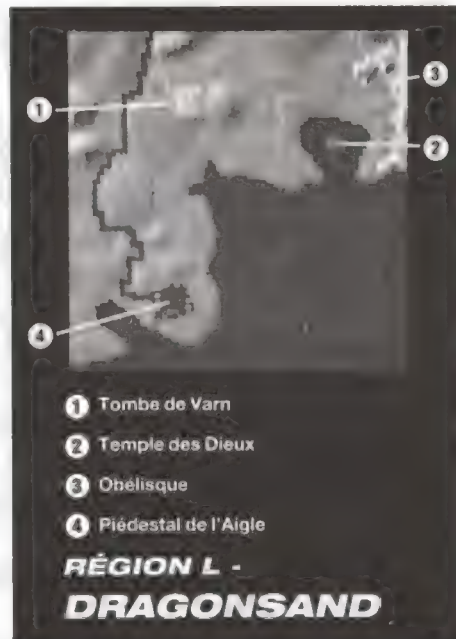 1
3
2
4
1 Tombe de Varn
2 Temple des Dieux
3 Obélisque
4 Piédestal de l'Aigle
RÉGION L -
DRAGONSAND